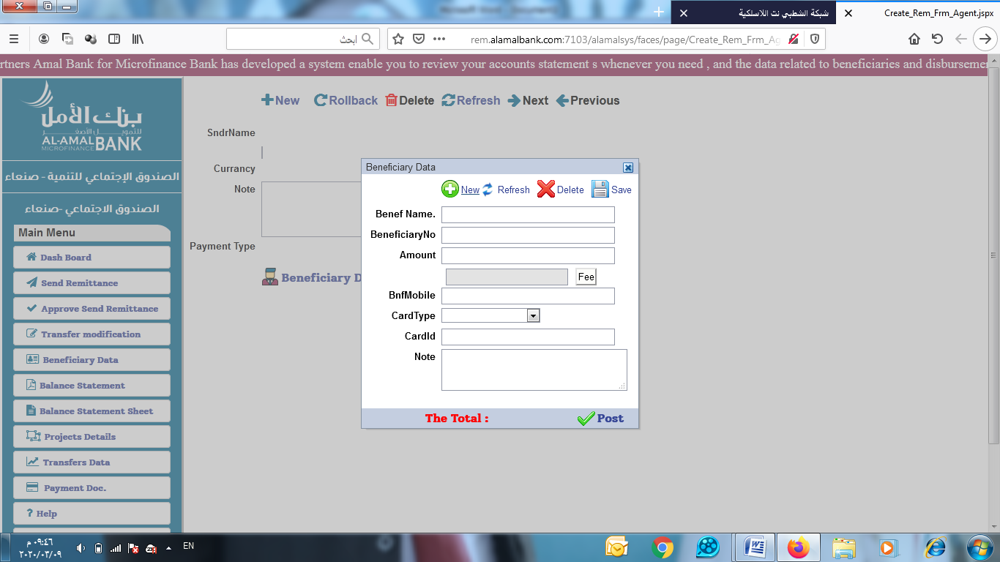 شبكة الشطبي نت اللاسلكية
Create_Rem_Frm_Agent.jspx
ابحث
rem.alamalbank.com:7103/alamalsys/faces/page/Create_Rem_Frm_Ag
rtners Amal Bank for Microfinance Bank has developed a system enable you to review your accounts statement s whenever you need , and the data related to beneficiaries and disbursemen
بنك الأمل
للتمويل الأصغر
AL-AMAL BANK
MICROFINANCE
الصندوق الإجتماعي للتنمية - صنعاء
الصندوق الاجتماعي -صنعاء
Main Menu
Dash Board
Send Remittance
Approve Send Remittance
Transfer modification
Beneficiary Data
Balance Statement
Balance Statement Sheet
Projects Details
Transfers Data
Payment Doc.
? Help
New Rollback Delete Refresh Next Previous
SndrName
Currancy
Note
Payment Type
Beneficiary D
Beneficiary Data
New Refresh Delete Save
Benef Name.
BeneficiaryNo
Amount
Fee
BnfMobile
CardType
CardId
Note
The Total :
Post
EN
٠٩:٤٦ م
٢٠٢٠/٠٣/٠٩